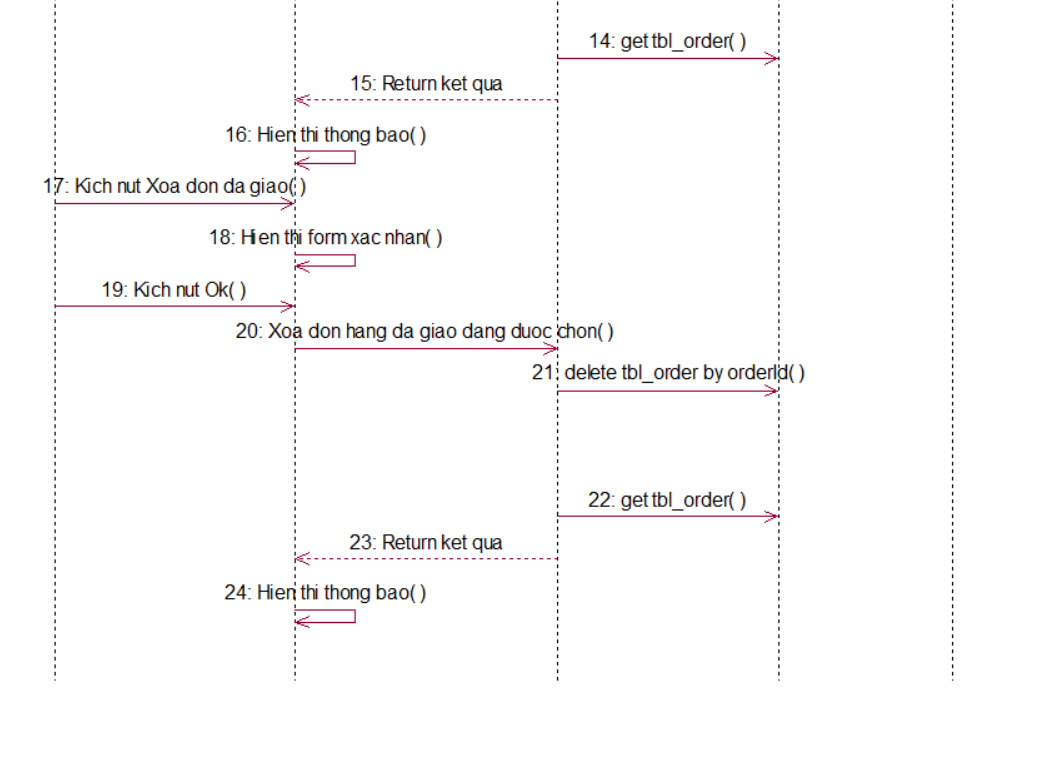 14: get tbl_order( )
15: Return ket qua
16: Hien thi thong bao( )
17: Kich nut Xoa don da giao( )
18: Hien thi form xac nhan( )
19: Kich nut Ok( )
20: Xoa don hang da giao dang duoc chon( )
21: delete tbl_order by orderId( )
22: get tbl_order( )
23: Return ket qua
24: Hien thi thong bao( )